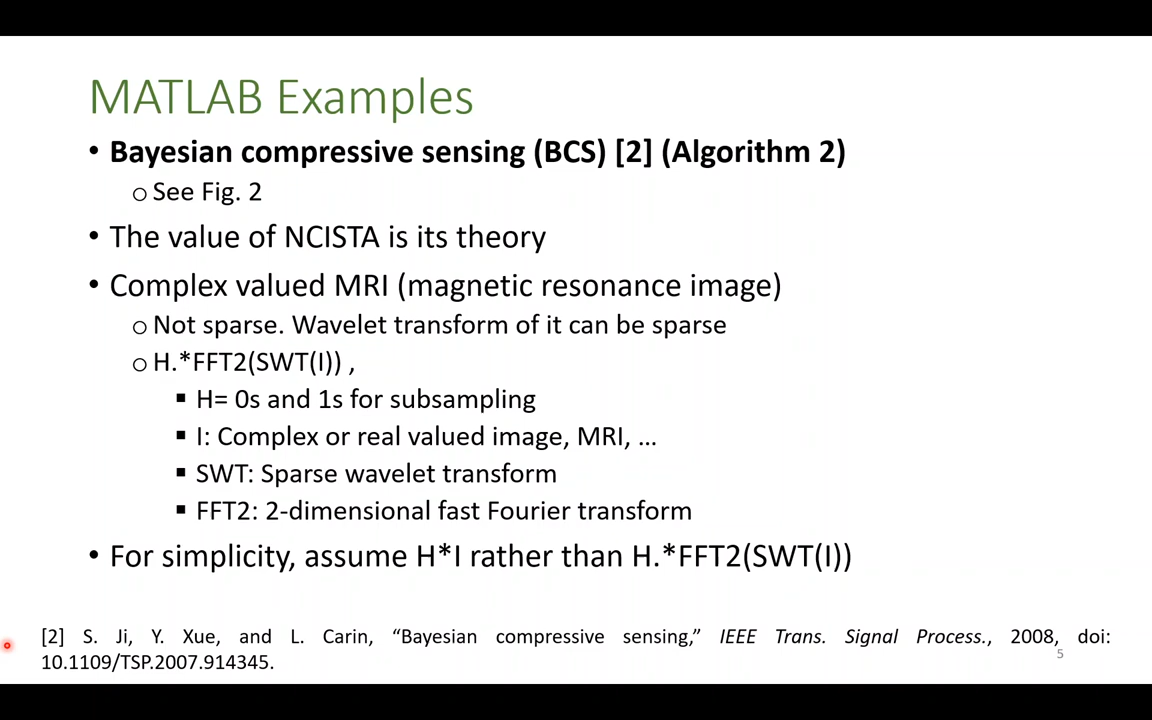 MATLAB Examples
• Bayesian compressive sensing (BCS) [2] (Algorithm 2)
o See Fig. 2
• The value of NCISTA is its theory
• Complex valued MRI (magnetic resonance image)
o Not sparse. Wavelet transform of it can be sparse
o H.*FFT2(SWT(I)) ,
▪ H= 0s and 1s for subsampling
▪ I: Complex or real valued image, MRI, ...
▪ SWT: Sparse wavelet transform
▪ FFT2: 2-dimensional fast Fourier transform
• For simplicity, assume H*I rather than H.*FFT2(SWT(I))
[2] S. Ji, Y. Xue, and L. Carin, “Bayesian compressive sensing,” IEEE Trans. Signal Process., 2008, doi:
10.1109/TSP.2007.914345.
5